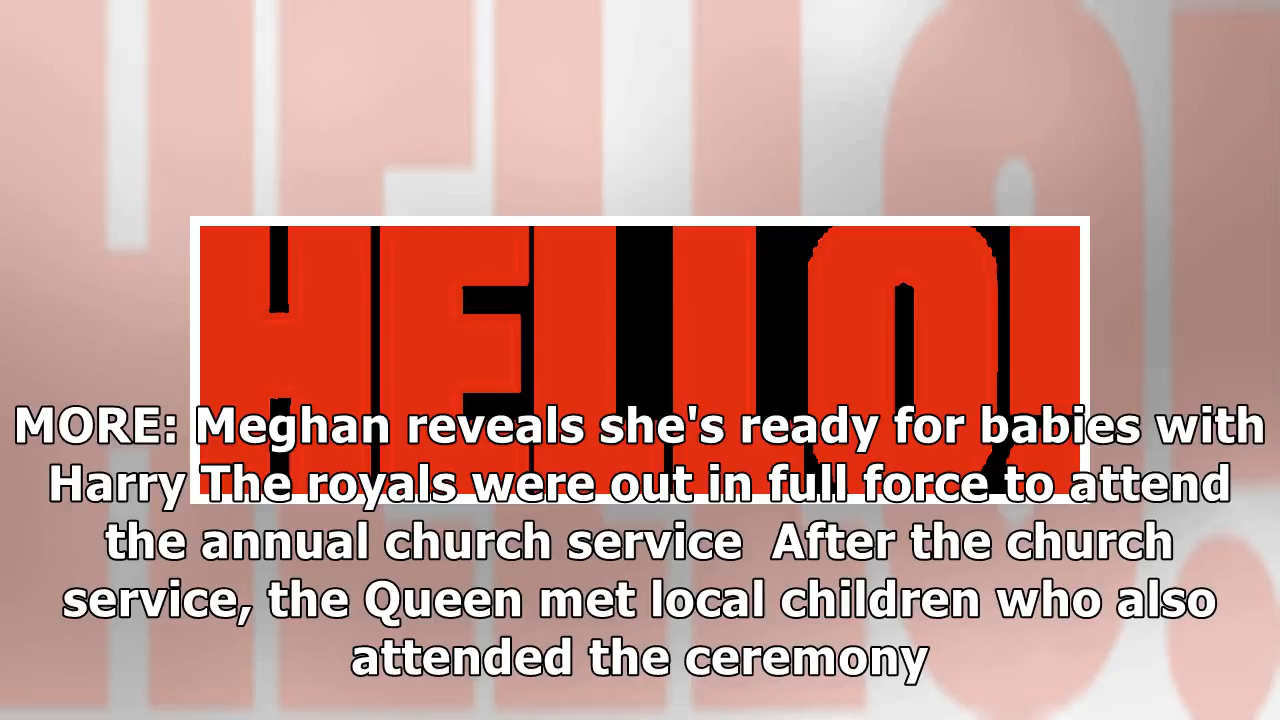 HELLO!
MORE: Meghan reveals she's ready for babies with
Harry The royals were out in full force to attend
the annual church service  After the church
service, the Queen met local children who also
attended the ceremony